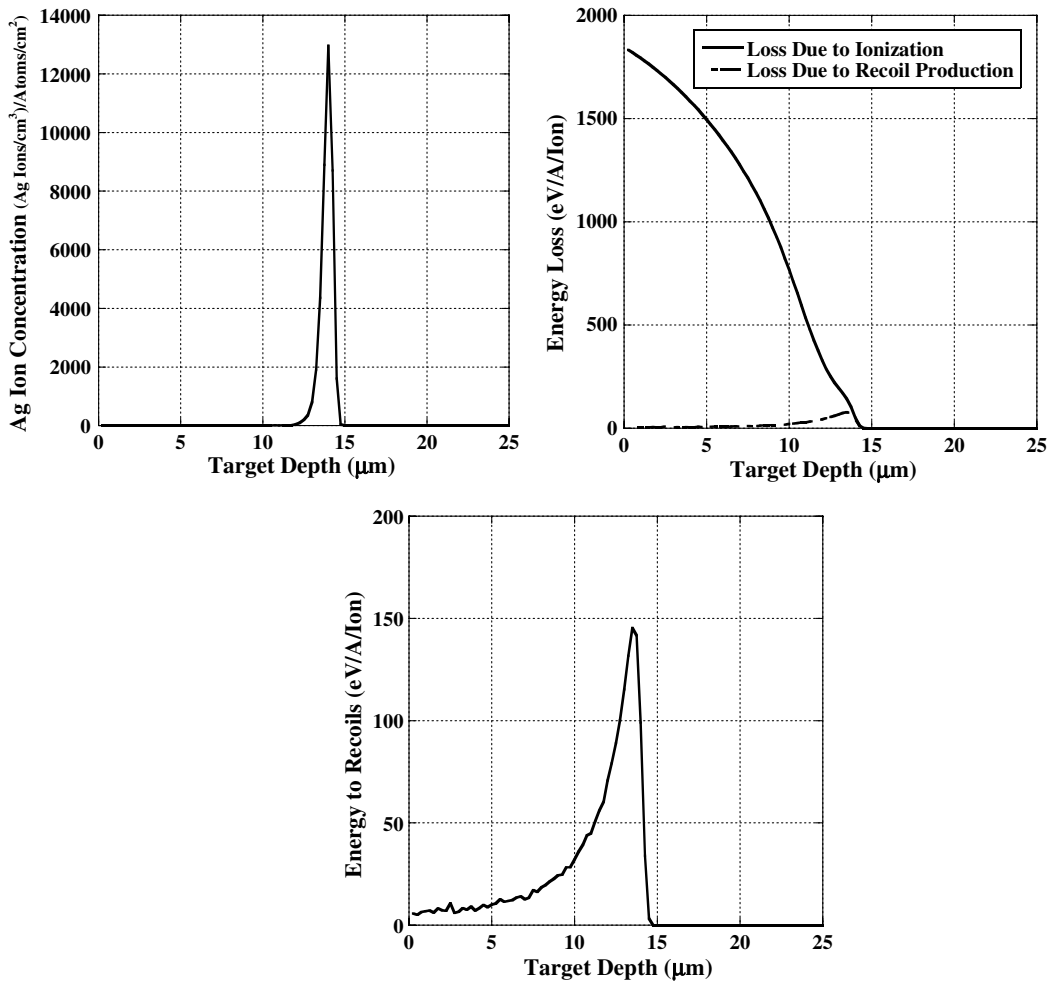 14000
12000
10000
8000
6000
4000
2000
0
Ag Ion Concentration (Ag Ions/cm³)/Atoms/cm²)
0 5 10 15 20 25
Target Depth (μm)
2000
1500
1000
500
0
Energy Loss (eV/A/Ion)
Loss Due to Ionization
Loss Due to Recoil Production
0 5 10 15 20 25
Target Depth (μm)
200
150
100
50
0
Energy to Recoils (eV/A/Ion)
0 5 10 15 20 25
Target Depth (μm)